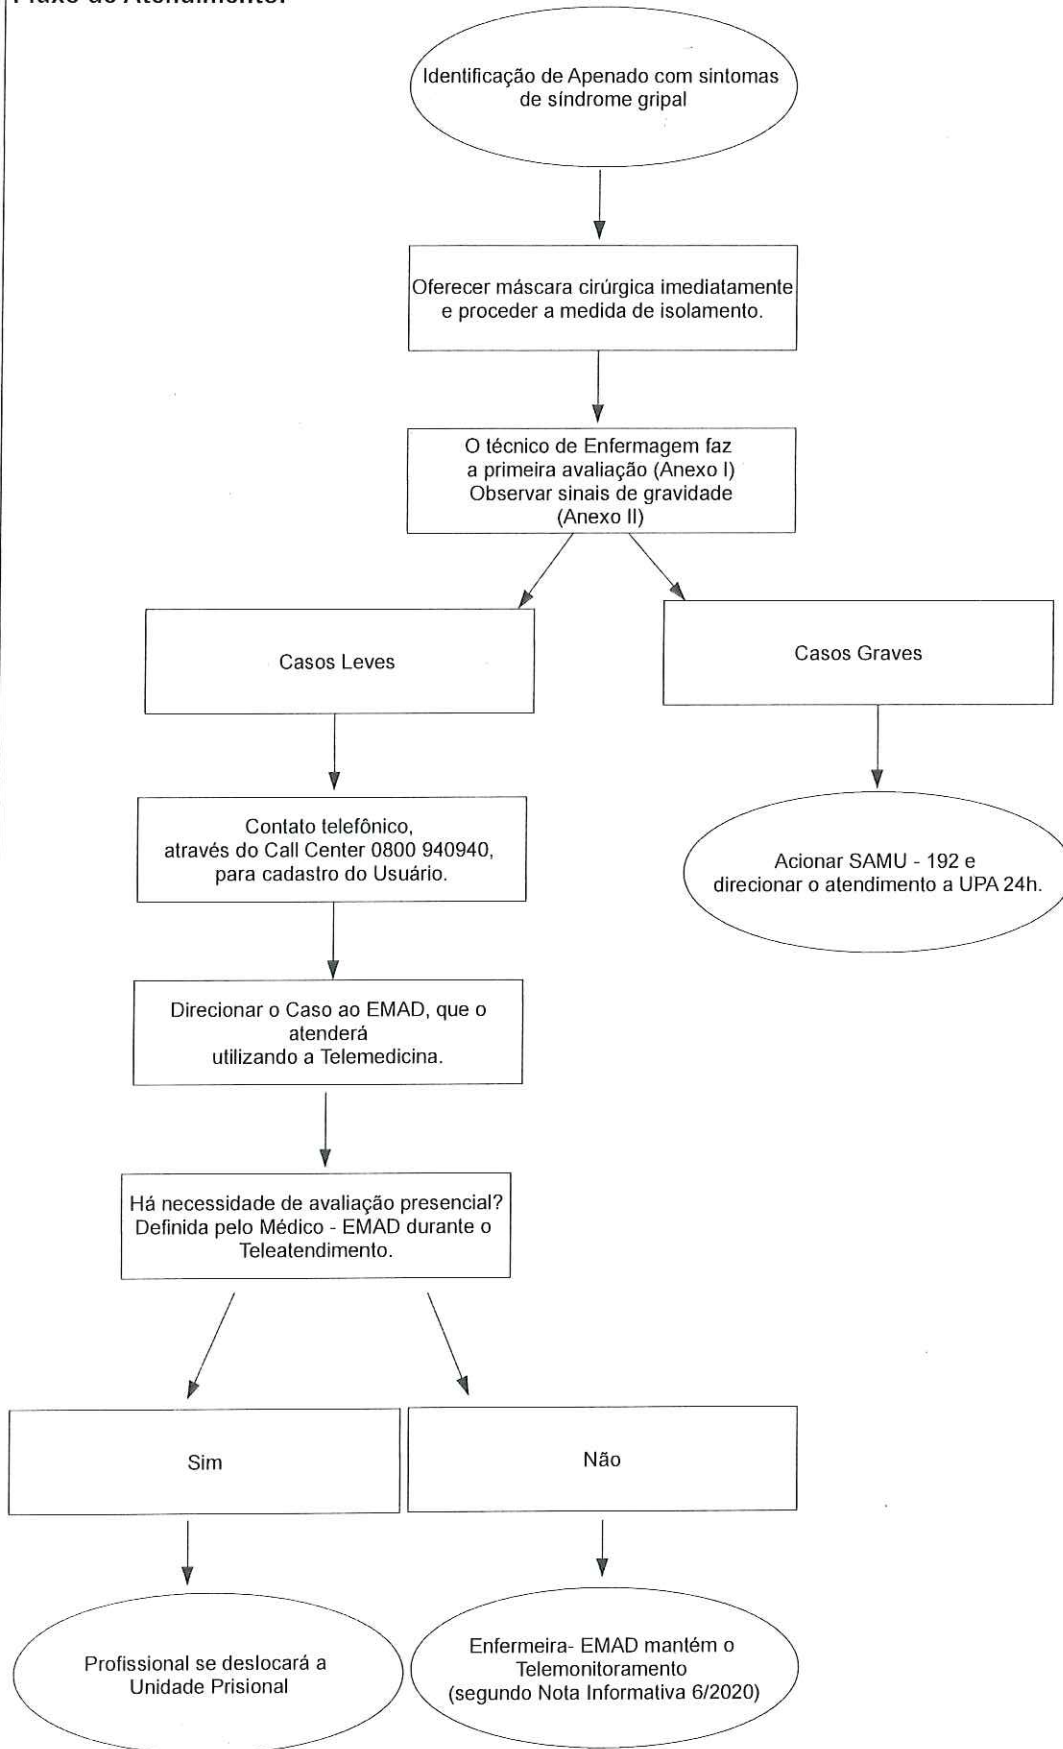 Fluxo de Atendimento:
Identificação de Apenado com sintomas
de síndrome gripal
Oferecer máscara cirúrgica imediatamente
e proceder a medida de isolamento.
O técnico de Enfermagem faz
a primeira avaliação (Anexo I)
Observar sinais de gravidade
(Anexo II)
Casos Leves
Casos Graves
Contato telefônico,
através do Call Center 0800 940940,
para cadastro do Usuário.
Acionar SAMU - 192 e
direcionar o atendimento a UPA 24h.
Direcionar o Caso ao EMAD, que o
atenderá
utilizando a Telemedicina.
Há necessidade de avaliação presencial?
Definida pelo Médico - EMAD durante o
Teleatendimento.
Sim
Não
Profissional se deslocará a
Unidade Prisional
Enfermeira- EMAD mantém o
Telemonitoramento
(segundo Nota Informativa 6/2020)